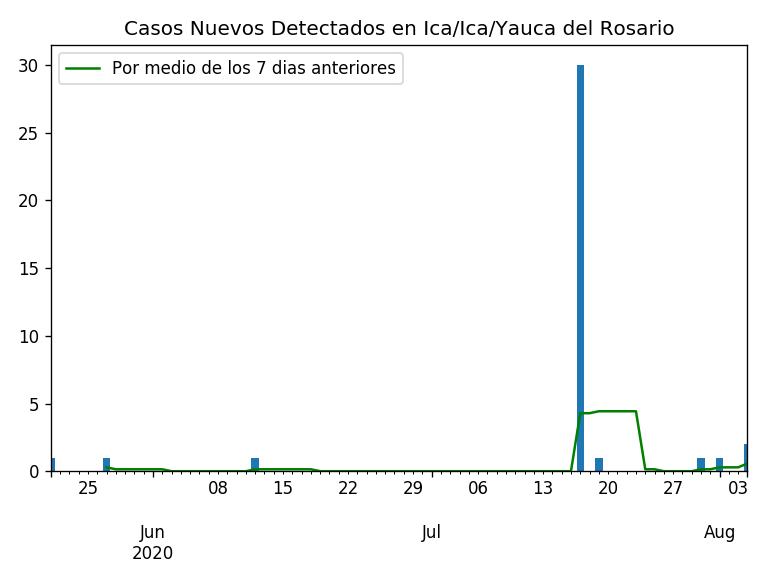 Casos Nuevos Detectados en Ica/Ica/Yauca del Rosario
Por medio de los 7 dias anteriores
30
25
20
15
10
5
0
25 08 15 22 29 06 13 20 27 03
Jun Jul Aug
2020